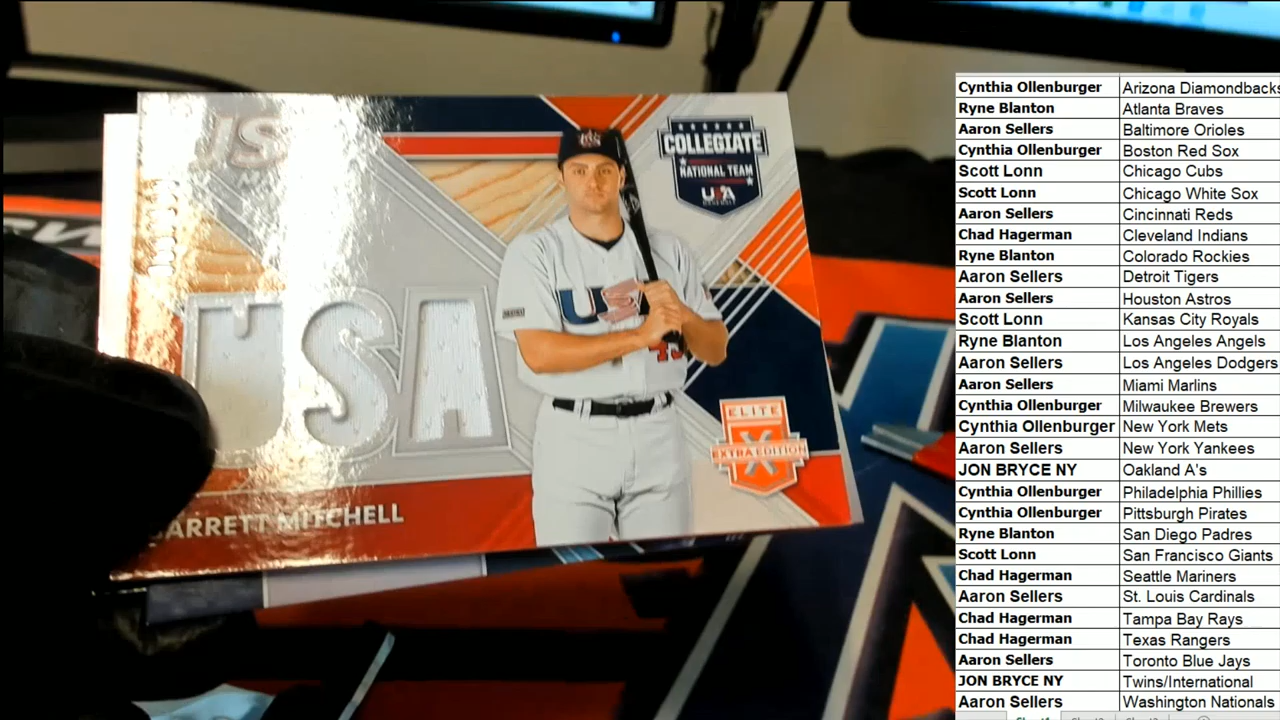 COLLEGIATE
NATIONAL TEAM
USA
BASEBALL
US
USA
USA
43
ELITE
EXTRA EDITION
X
ARRETT MITCHELL
Cynthia Ollenburger Arizona Diamondbacks
Ryne Blanton Atlanta Braves
Aaron Sellers Baltimore Orioles
Cynthia Ollenburger Boston Red Sox
Scott Lonn Chicago Cubs
Scott Lonn Chicago White Sox
Aaron Sellers Cincinnati Reds
Chad Hagerman Cleveland Indians
Ryne Blanton Colorado Rockies
Aaron Sellers Detroit Tigers
Aaron Sellers Houston Astros
Scott Lonn Kansas City Royals
Ryne Blanton Los Angeles Angels
Aaron Sellers Los Angeles Dodgers
Aaron Sellers Miami Marlins
Cynthia Ollenburger Milwaukee Brewers
Cynthia Ollenburger New York Mets
Aaron Sellers New York Yankees
JON BRYCE NY Oakland A's
Cynthia Ollenburger Philadelphia Phillies
Cynthia Ollenburger Pittsburgh Pirates
Ryne Blanton San Diego Padres
Scott Lonn San Francisco Giants
Chad Hagerman Seattle Mariners
Aaron Sellers St. Louis Cardinals
Chad Hagerman Tampa Bay Rays
Chad Hagerman Texas Rangers
Aaron Sellers Toronto Blue Jays
JON BRYCE NY Twins/International
Aaron Sellers Washington Nationals